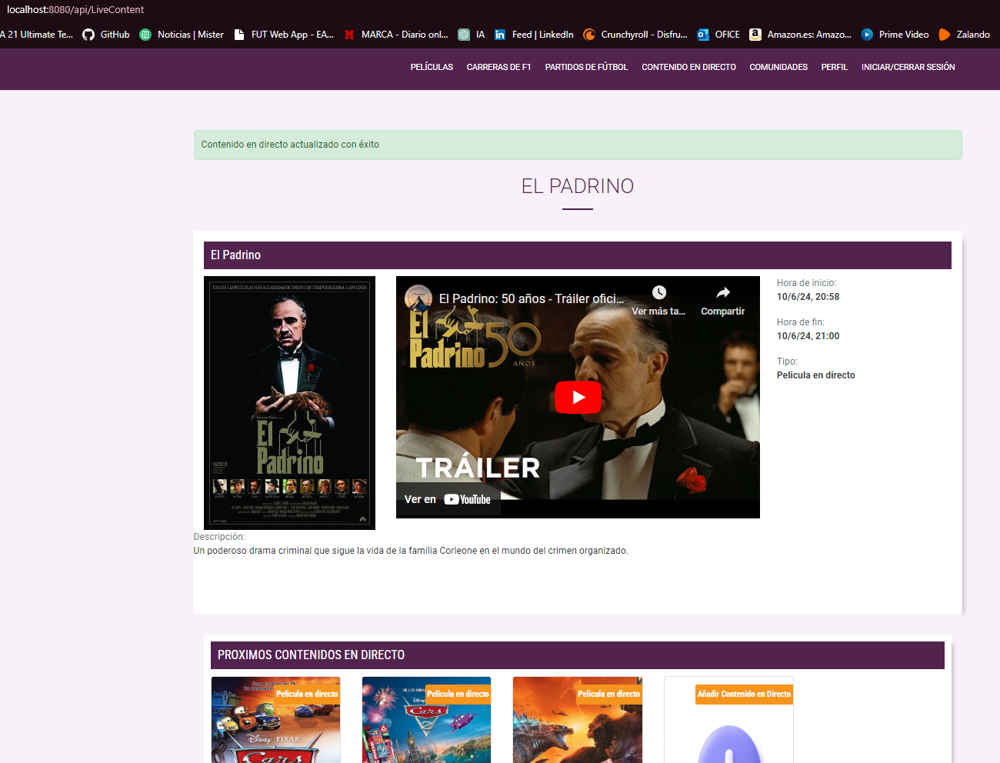 localhost:8080/api/LiveContent
A 21 Ultimate Te...
GitHub
Noticias | Mister
FUT Web App - EA...
MARCA - Diario onl...
IA
Feed | LinkedIn
Crunchyroll - Disfru...
OFICE
Amazon.es: Amazo...
Prime Video
Zalando
PELÍCULAS
CARRERAS DE F1
PARTIDOS DE FÚTBOL
CONTENIDO EN DIRECTO
COMUNIDADES
PERFIL
INICIAR/CERRAR SESIÓN
Contenido en directo actualizado con éxito
EL PADRINO
El Padrino
UNA DE LAS PELÍCULAS MÁS ACLAMADAS DE TODOS LOS TIEMPOS REGRESA A LOS CINES
El
Padrino
El Padrino: 50 años - Tráiler ofici...
Ver más ta...
Compartir
El
Padrino 50
AÑOS
TRÁILER
Ver en YouTube
Hora de inicio:
10/6/24, 20:58
Hora de fin:
10/6/24, 21:00
Tipo:
Pelicula en directo
Descripción:
Un poderoso drama criminal que sigue la vida de la familia Corleone en el mundo del crimen organizado.
PROXIMOS CONTENIDOS EN DIRECTO
Pelicula en directo
Disney PIXAR
Cars
Pelicula en directo
Cars
2
Pelicula en directo
Añadir Contenido en Directo